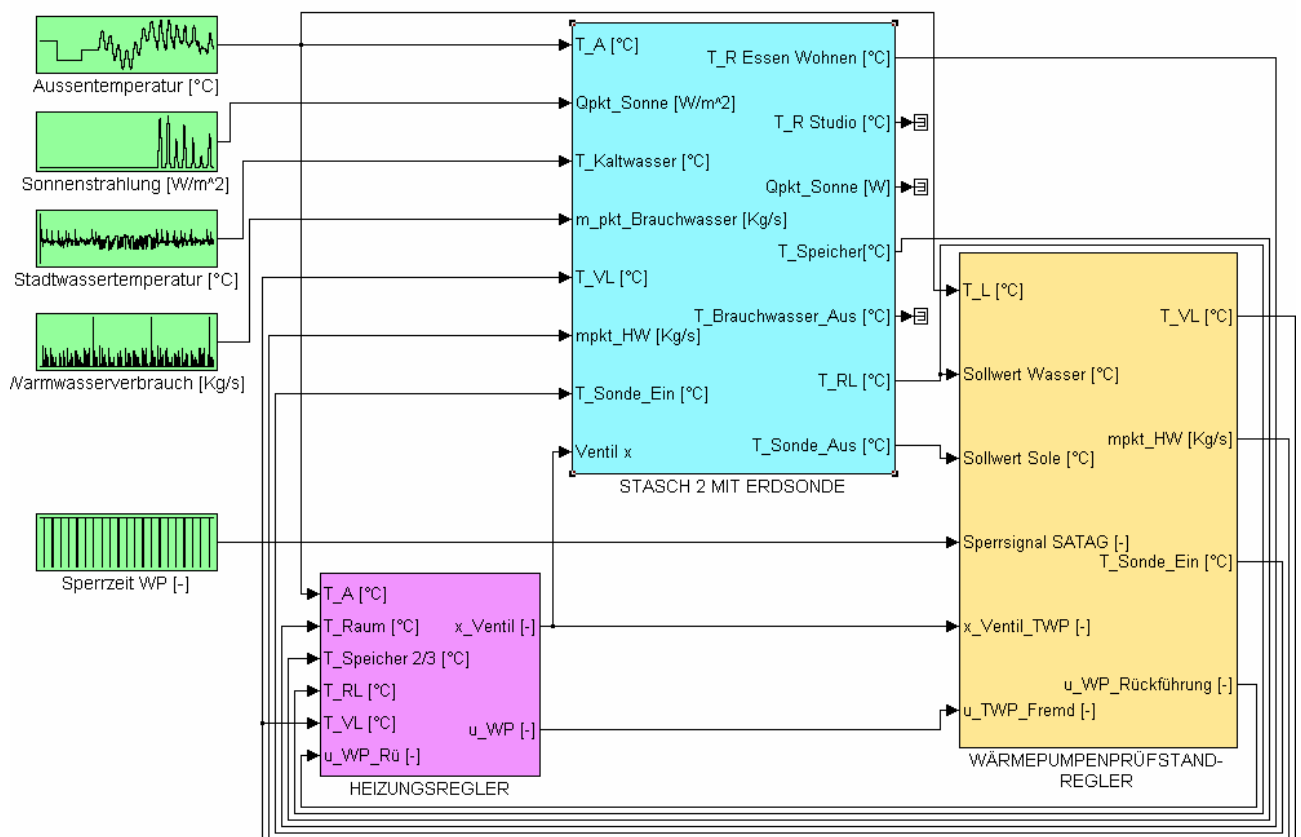 Aussentemperatur [°C]
Sonnenstrahlung [W/m^2]
Stadtwassertemperatur [°C]
Warmwasserverbrauch [Kg/s]
Sperrzeit WP [-]
T_A [°C]
Qpkt_Sonne [W/m^2]
T_Kaltwasser [°C]
m_pkt_Brauchwasser [Kg/s]
T_VL [°C]
mpkt_HW [Kg/s]
T_Sonde_Ein [°C]
Ventil x
T_R Essen Wohnen [°C]
T_R Studio [°C]
Qpkt_Sonne [W]
T_Speicher[°C]
T_Brauchwasser_Aus [°C]
T_RL [°C]
T_Sonde_Aus [°C]
STASCH 2 MIT ERDSONDE
T_A [°C]
T_Raum [°C]
T_Speicher 2/3 [°C]
T_RL [°C]
T_VL [°C]
u_WP_Rü [-]
x_Ventil [-]
u_WP [-]
HEIZUNGSREGLER
T_L [°C]
Sollwert Wasser [°C]
Sollwert Sole [°C]
Sperrsignal SATAG [-]
x_Ventil_TWP [-]
u_TWP_Fremd [-]
T_VL [°C]
mpkt_HW [Kg/s]
T_Sonde_Ein [°C]
u_WP_Rückführung [-]
WÄRMEPUMPENPRÜFSTAND-
REGLER